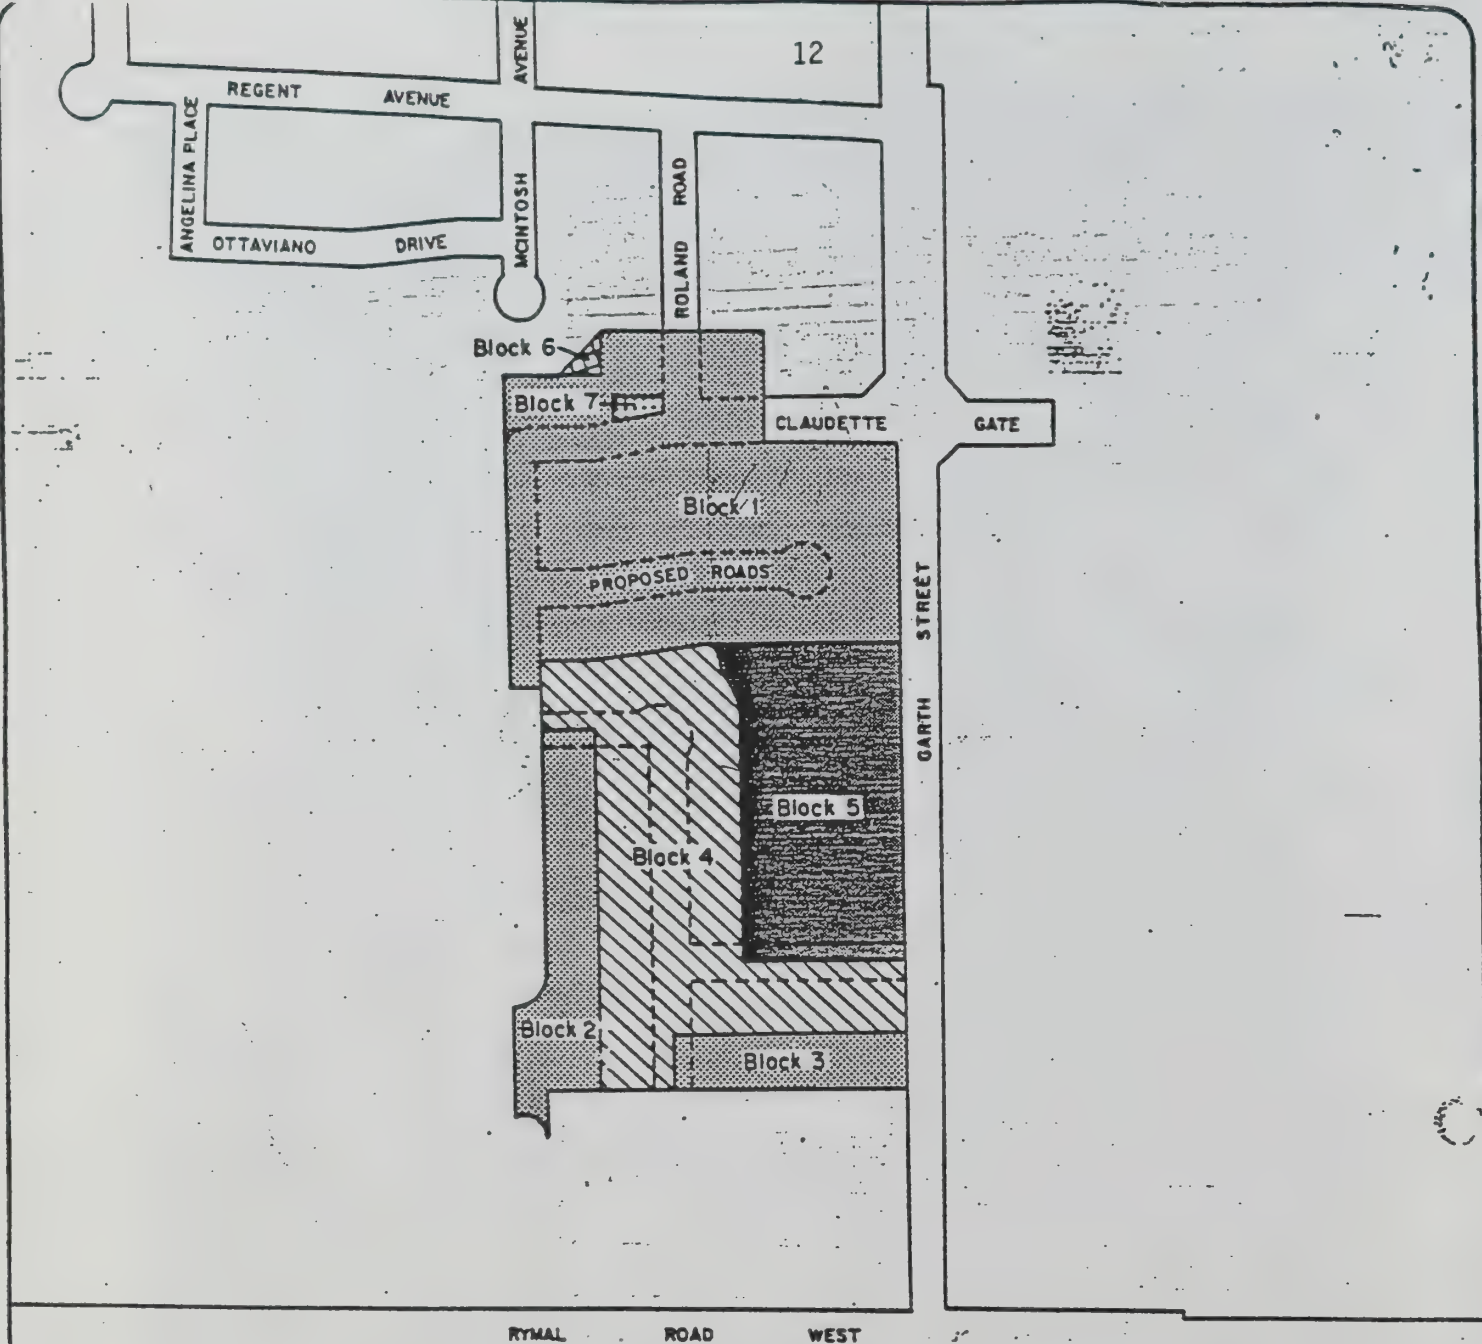 12
AVENUE
REGENT AVENUE
ANGELINA PLACE
MCINTOSH
ROLAND ROAD
OTTAVIANO DRIVE
Block 6
Block 7
CLAUDETTE GATE
Block 1
PROPOSED ROADS
GARTH STREET
Block 5
Block 4
Block 2
Block 3
RYMAL ROAD WEST